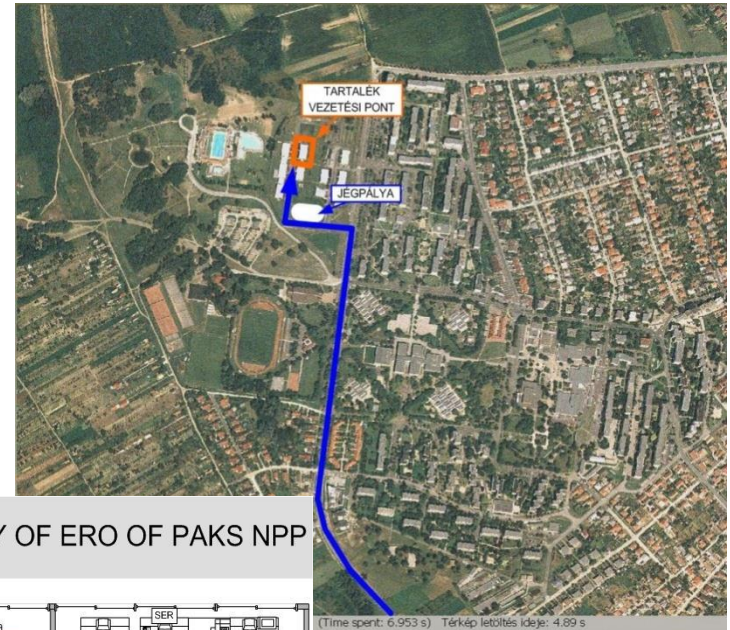 TARTALÉK
VEZETÉSI PONT
JÉGPÁLYA
Y OF ERO OF PAKS NPP
SER
(Time spent: 6.953 s) Térkép letöltés ideje: 4.89 s